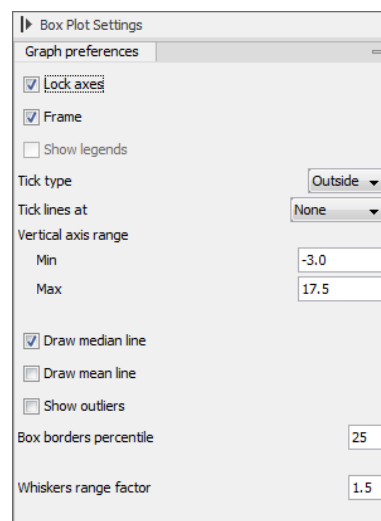 Box Plot Settings
Graph preferences
Lock axes
Frame
Show legends
Tick type Outside
Tick lines at None
Vertical axis range
Min -3.0
Max 17.5
Draw median line
Draw mean line
Show outliers
Box borders percentile 25
Whiskers range factor 1.5